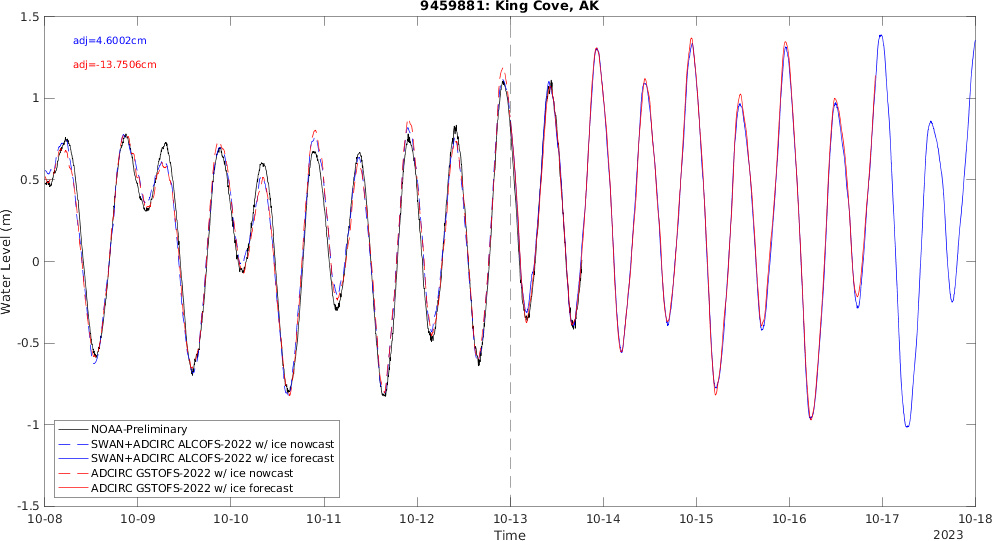 9459881: King Cove, AK
adj=4.6002cm
adj=-13.7506cm
1.5
1
0.5
0
-0.5
-1
-1.5
Water Level (m)
NOAA-Preliminary
SWAN+ADCIRC ALCOFS-2022 w/ ice nowcast
SWAN+ADCIRC ALCOFS-2022 w/ ice forecast
ADCIRC GSTOFS-2022 w/ ice nowcast
ADCIRC GSTOFS-2022 w/ ice forecast
10-08 10-09 10-10 10-11 10-12 10-13 10-14 10-15 10-16 10-17 10-18
Time
2023